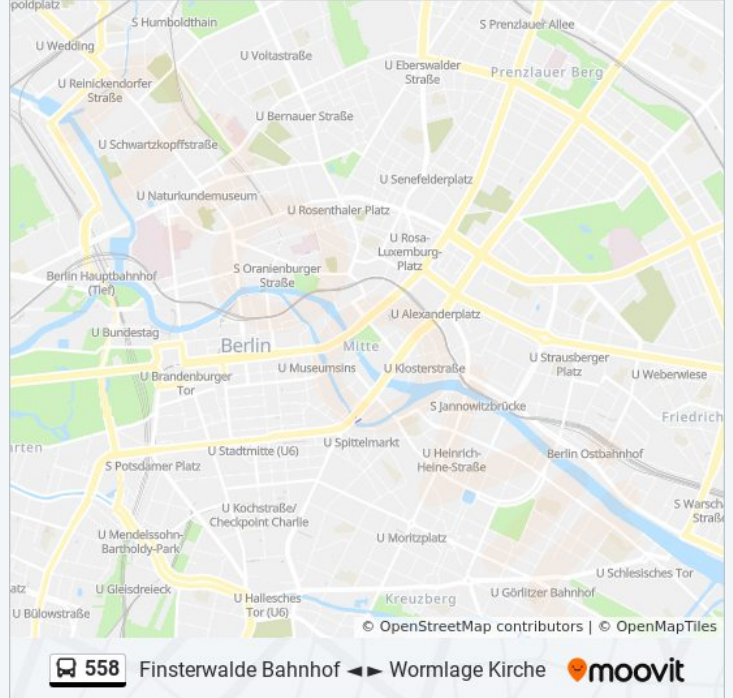 poldplatz
S Humboldthain
S Prenzlauer Allee
U Wedding
U Voltastraße
U Eberswalder
Straße
Prenzlauer Berg
U Reinickendorfer
Straße
U Bernauer Straße
U Schwartzkopffstraße
U Senefelderplatz
U Naturkundemuseum
U Rosenthaler Platz
U Rosa-
Luxemburg-
Platz
S Oranienburger
Straße
Berlin Hauptbahnhof
(Tief)
U Alexanderplatz
U Bundestag
Berlin
Mitte
U Strausberger
Platz
U Museumsins
U Klosterstraße
U Weberwiese
U Brandenburger
Tor
S Jannowitzbrücke
Friedrich
rten
U Spittelmarkt
U Stadtmitte (U6)
U Heinrich-
Heine-Straße
Berlin Ostbahnhof
S Potsdamer Platz
S Warsch
Straße
U Kochstraße/
Checkpoint Charlie
U Mendelssohn-
Bartholdy-Park
U Moritzplatz
U Schlesisches Tor
atz
U Gleisdreieck
U Görlitzer Bahnhof
U Hallesches
Tor (U6)
Kreuzberg
U Bülowstraße
© OpenStreetMap contributors | © OpenMapTiles
558 Finsterwalde Bahnhof ◄ ► Wormlage Kirche moovit